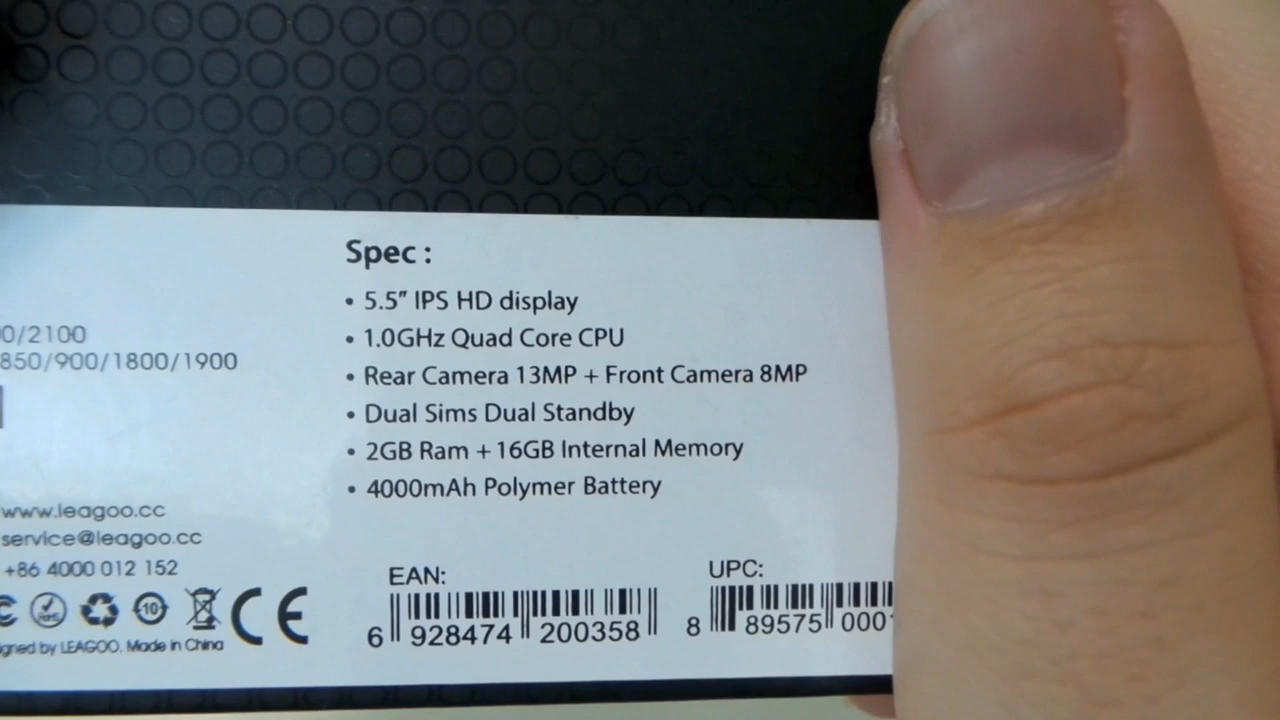 Spec :
• 5.5" IPS HD display
• 1.0GHz Quad Core CPU
• Rear Camera 13MP + Front Camera 8MP
• Dual Sims Dual Standby
• 2GB Ram + 16GB Internal Memory
• 4000mAh Polymer Battery
0/2100
850/900/1800/1900
www.leagoo.cc
service@leagoo.cc
+86 4000 012 152
10
CE
gned by LEAGOO. Made in China
EAN:
6 928474 200358
UPC:
8 89575 000